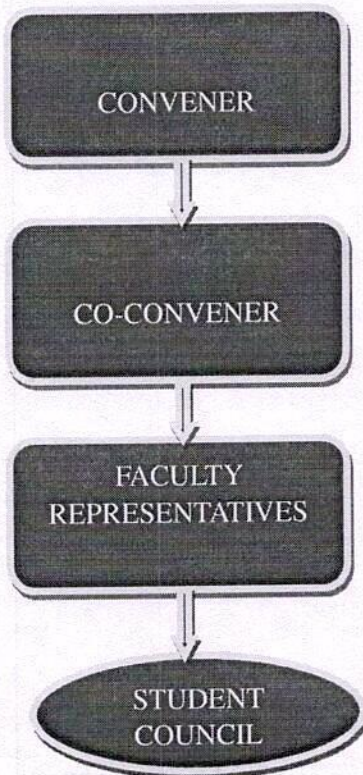 CONVENER
CO-CONVENER
FACULTY
REPRESENTATIVES
STUDENT
COUNCIL